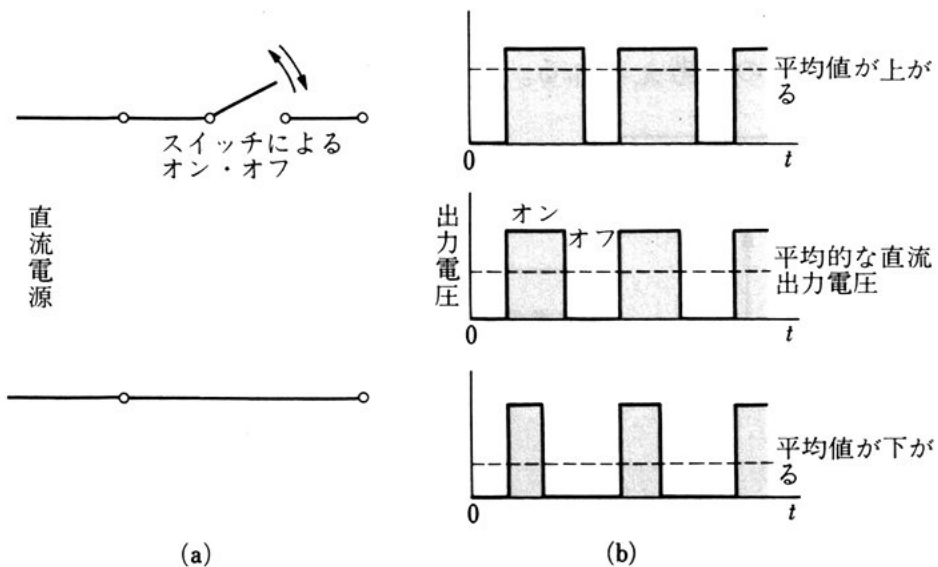 スイッチによる
オン・オフ
直流電源
(a)
平均値が上が
る
0
t
出力電圧
オン
オフ
平均的な直流
出力電圧
0
t
平均値が下が
る
0
t
(b)